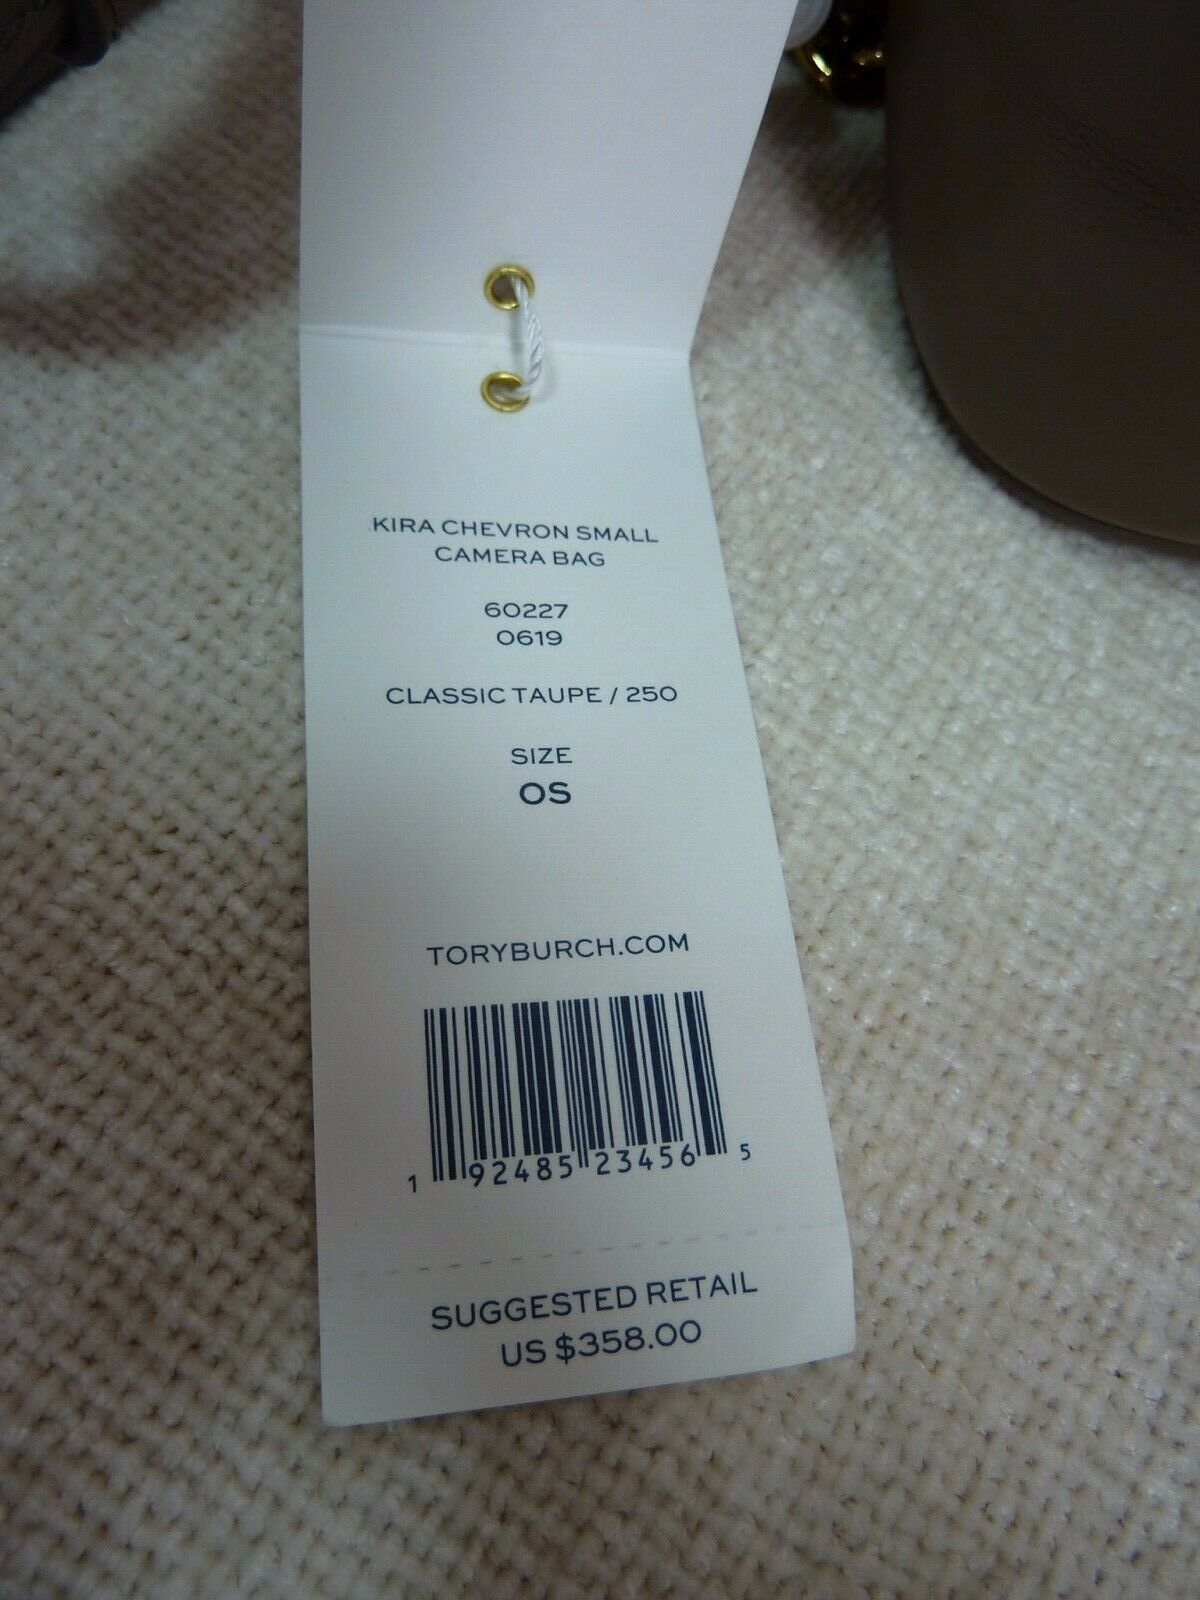 KIRA CHEVRON SMALL
CAMERA BAG
60227
0619
CLASSIC TAUPE / 250
SIZE
OS
TORYBURCH.COM
1 92485 23456 5
SUGGESTED RETAIL
US $358.00